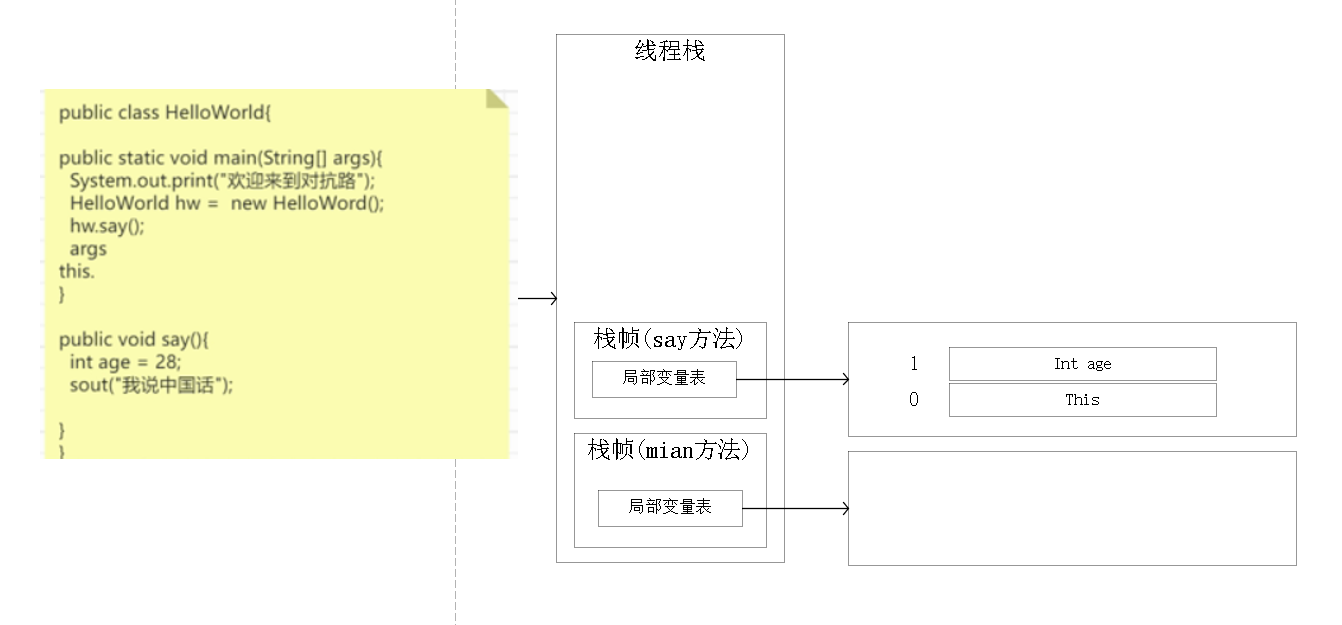 public class HelloWorld{
public static void main(String[] args){
System.out.print("欢迎来到对抗路");
HelloWorld hw = new HelloWord();
hw.say();
args
this.
}
public void say(){
int age = 28;
sout("我说中国话");
}
}
线程栈
栈帧(say方法)
局部变量表
栈帧(mian方法)
局部变量表
1 Int age
0 This